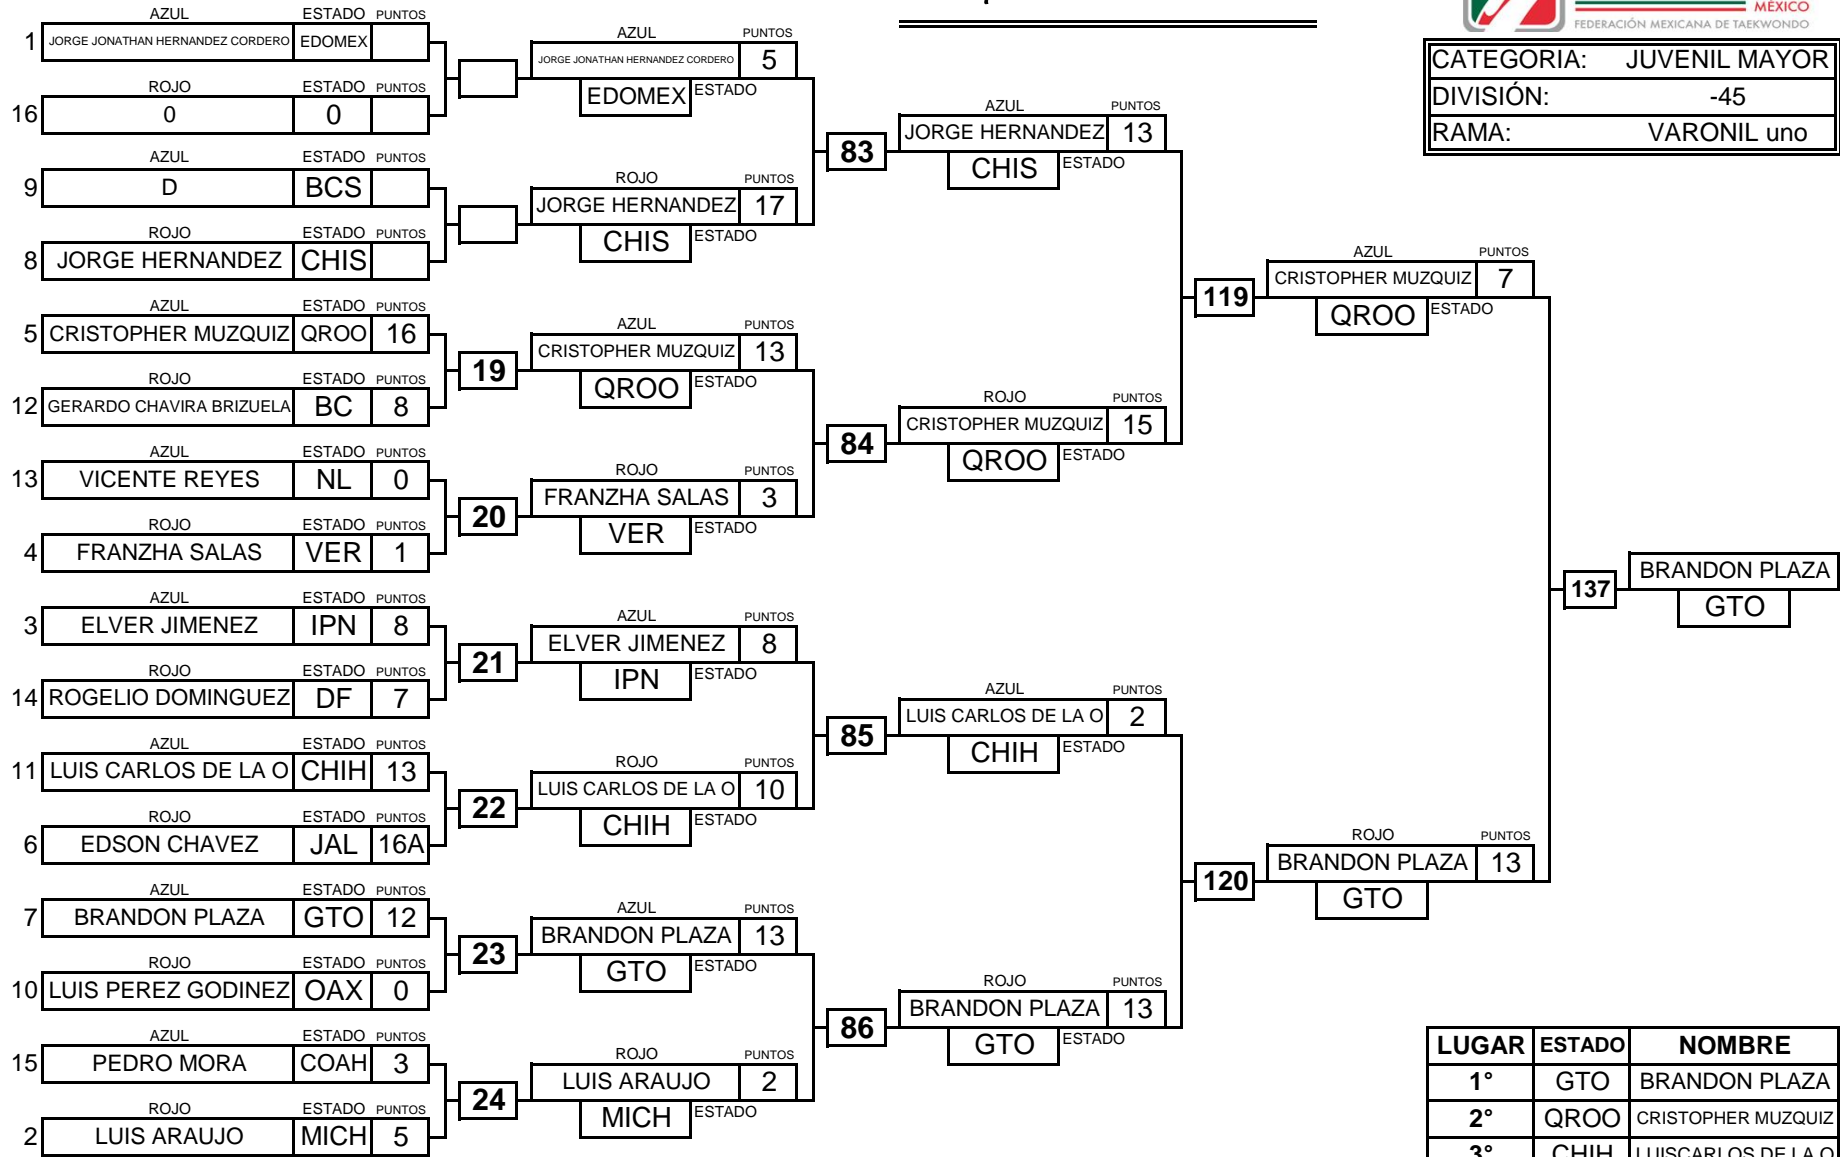 MÉXICO
FEDERACIÓN MEXICANA DE TAEKWONDO
CATEGORIA: JUVENIL MAYOR
DIVISIÓN: -45
RAMA: VARONIL uno
AZUL ESTADO PUNTOS
1 JORGE JONATHAN HERNANDEZ CORDERO EDOMEX
ROJO ESTADO PUNTOS
16 0 0
AZUL ESTADO PUNTOS
9 D BCS
ROJO ESTADO PUNTOS
8 JORGE HERNANDEZ CHIS
AZUL ESTADO PUNTOS
5 CRISTOPHER MUZQUIZ QROO 16
19
ROJO ESTADO PUNTOS
12 GERARDO CHAVIRA BRIZUELA BC 8
AZUL ESTADO PUNTOS
13 VICENTE REYES NL 0
20
ROJO ESTADO PUNTOS
4 FRANZHA SALAS VER 1
AZUL ESTADO PUNTOS
3 ELVER JIMENEZ IPN 8
21
ROJO ESTADO PUNTOS
14 ROGELIO DOMINGUEZ DF 7
AZUL ESTADO PUNTOS
11 LUIS CARLOS DE LA O CHIH 13
22
ROJO ESTADO PUNTOS
6 EDSON CHAVEZ JAL 16A
AZUL ESTADO PUNTOS
7 BRANDON PLAZA GTO 12
23
ROJO ESTADO PUNTOS
10 LUIS PEREZ GODINEZ OAX 0
AZUL ESTADO PUNTOS
15 PEDRO MORA COAH 3
24
ROJO ESTADO PUNTOS
2 LUIS ARAUJO MICH 5
AZUL PUNTOS
JORGE JONATHAN HERNANDEZ CORDERO 5
EDOMEX ESTADO
83
ROJO PUNTOS
JORGE HERNANDEZ 17
CHIS ESTADO
AZUL PUNTOS
CRISTOPHER MUZQUIZ 13
QROO ESTADO
84
ROJO PUNTOS
FRANZHA SALAS 3
VER ESTADO
AZUL PUNTOS
ELVER JIMENEZ 8
IPN ESTADO
85
ROJO PUNTOS
LUIS CARLOS DE LA O 10
CHIH ESTADO
AZUL PUNTOS
BRANDON PLAZA 13
GTO ESTADO
86
ROJO PUNTOS
LUIS ARAUJO 2
MICH ESTADO
AZUL PUNTOS
JORGE HERNANDEZ 13
CHIS ESTADO
119
ROJO PUNTOS
CRISTOPHER MUZQUIZ 15
QROO ESTADO
AZUL PUNTOS
LUIS CARLOS DE LA O 2
CHIH ESTADO
120
ROJO PUNTOS
BRANDON PLAZA 13
GTO ESTADO
AZUL PUNTOS
CRISTOPHER MUZQUIZ 7
QROO ESTADO
137
ROJO PUNTOS
BRANDON PLAZA 13
GTO
BRANDON PLAZA
GTO
LUGAR ESTADO NOMBRE
1° GTO BRANDON PLAZA
2° QROO CRISTOPHER MUZQUIZ
3° CHIH LUISCARLOS DE LA O